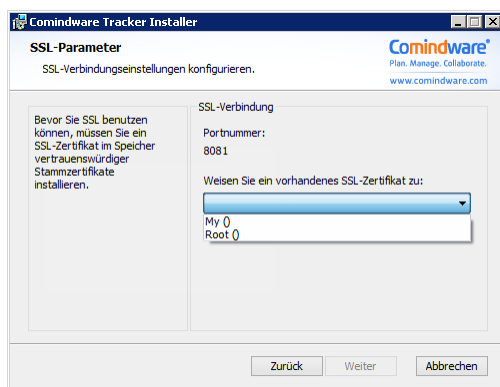 Comindware Tracker Installer
SSL-Parameter
SSL-Verbindungseinstellungen konfigurieren.
Comindware®
Plan. Manage. Collaborate.
www.comindware.com
Bevor Sie SSL benutzen
können, müssen Sie ein
SSL-Zertifikat im Speicher
vertrauenswürdiger
Stammzertifikate
installieren.
SSL-Verbindung
Portnummer:
8081
Weisen Sie ein vorhandenes SSL-Zertifikat zu:
My ()
Root ()
Zurück
Weiter
Abbrechen